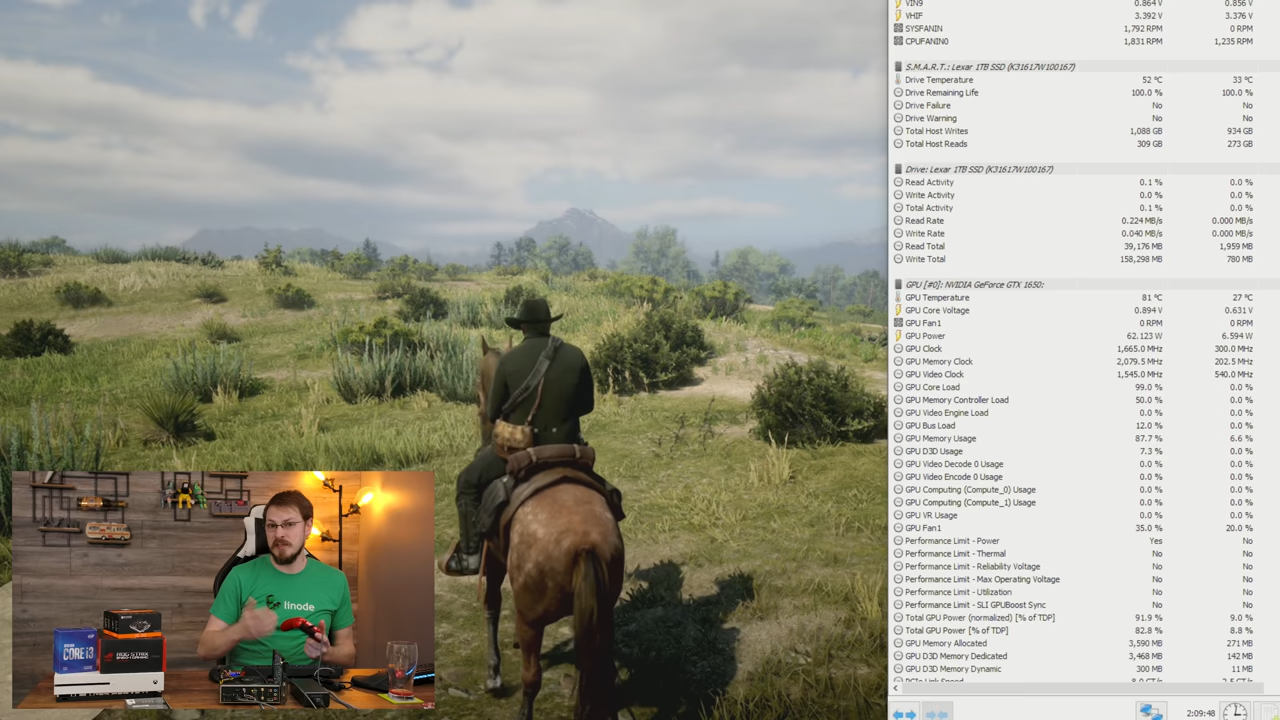 VIN9 0.864 V 0.856 V
VHIF 3.392 V 3.376 V
SYSFANIN 1,792 RPM 0 RPM
CPUFANIN0 1,831 RPM 1,235 RPM
S.M.A.R.T.: Lexar 1TB SSD (K31617W100167)
Drive Temperature 52 °C 33 °C
Drive Remaining Life 100.0 % 100.0 %
Drive Failure No No
Drive Warning No No
Total Host Writes 1,088 GB 934 GB
Total Host Reads 309 GB 273 GB
Drive: Lexar 1TB SSD (K31617W100167)
Read Activity 0.1 % 0.0 %
Write Activity 0.0 % 0.0 %
Total Activity 0.1 % 0.0 %
Read Rate 0.224 MB/s 0.000 MB/s
Write Rate 0.040 MB/s 0.000 MB/s
Read Total 39,176 MB 1,959 MB
Write Total 158,298 MB 780 MB
GPU [#0]: NVIDIA GeForce GTX 1650:
GPU Temperature 81 °C 27 °C
GPU Core Voltage 0.894 V 0.631 V
GPU Fan1 0 RPM 0 RPM
GPU Power 62.123 W 6.594 W
GPU Clock 1,665.0 MHz 300.0 MHz
GPU Memory Clock 2,079.5 MHz 202.5 MHz
GPU Video Clock 1,545.0 MHz 540.0 MHz
GPU Core Load 99.0 % 0.0 %
GPU Memory Controller Load 50.0 % 0.0 %
GPU Video Engine Load 0.0 % 0.0 %
GPU Bus Load 12.0 % 0.0 %
GPU Memory Usage 87.7 % 6.6 %
GPU D3D Usage 7.3 % 0.0 %
GPU Video Decode 0 Usage 0.0 % 0.0 %
GPU Video Encode 0 Usage 0.0 % 0.0 %
GPU Computing (Compute_0) Usage 0.0 % 0.0 %
GPU Computing (Compute_1) Usage 0.0 % 0.0 %
GPU VR Usage 0.0 % 0.0 %
GPU Fan1 35.0 % 20.0 %
Performance Limit - Power Yes No
Performance Limit - Thermal No No
Performance Limit - Reliability Voltage No No
Performance Limit - Max Operating Voltage No No
Performance Limit - Utilization No No
Performance Limit - SLI GPUBoost Sync No No
Total GPU Power (normalized) [% of TDP] 91.9 % 9.0 %
Total GPU Power [% of TDP] 82.8 % 8.8 %
GPU Memory Allocated 3,590 MB 271 MB
GPU D3D Memory Dedicated 3,468 MB 142 MB
GPU D3D Memory Dynamic 300 MB 11 MB
PCIe Link Speed 8.0 GT/s 2.5 GT/s
2:09:48
linode
CORE i3
ROG STRIX